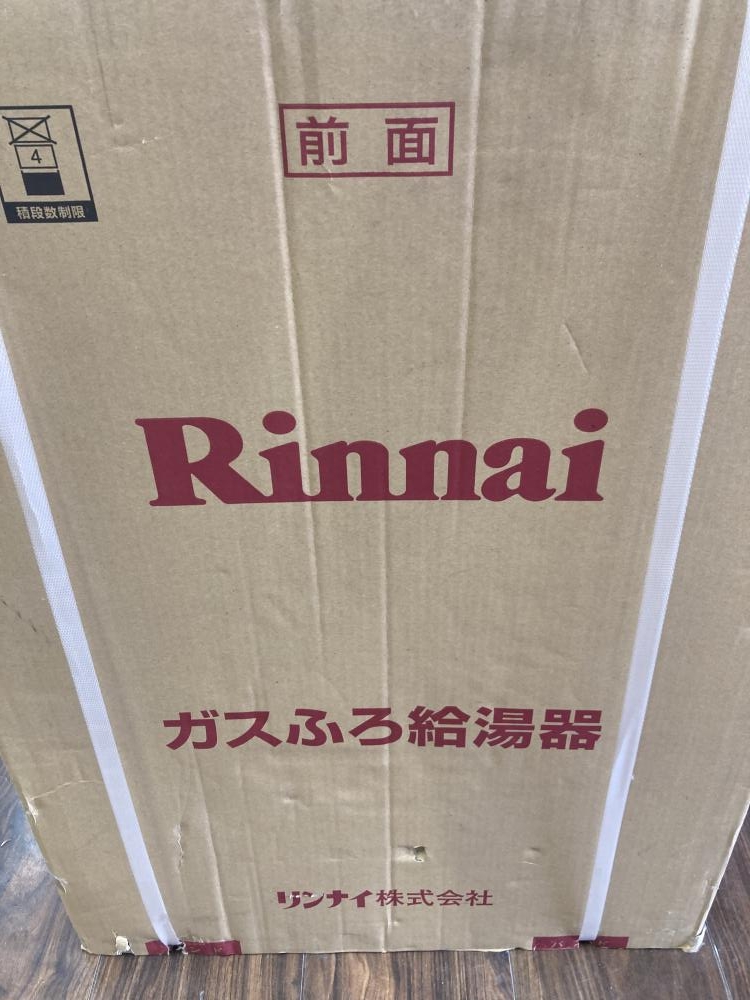 前面
4
積段数制限
Rinnai
ガスふろ給湯器
リンナイ株式会社